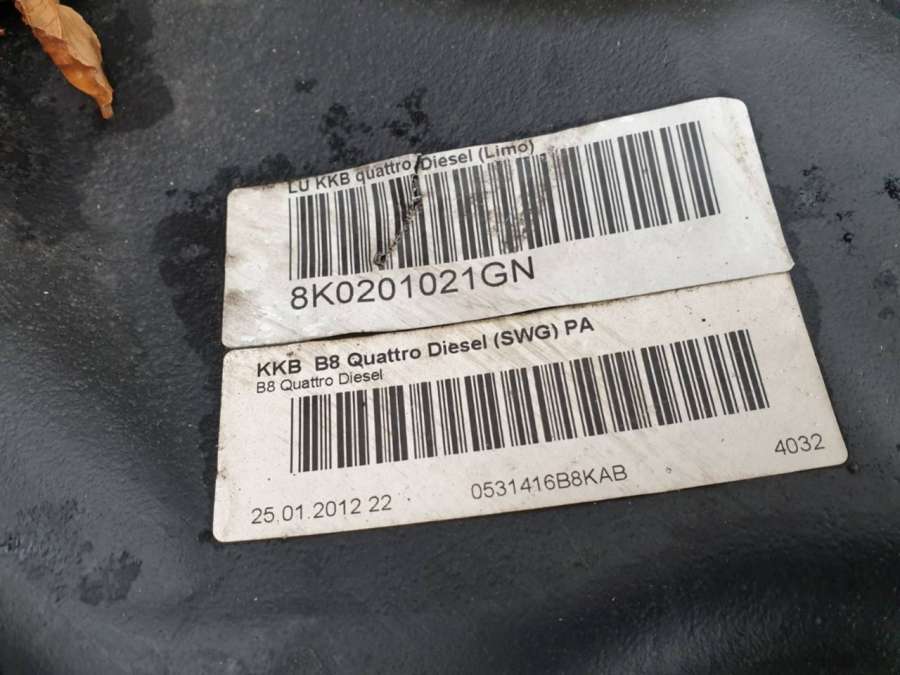 LU KKB quattro Diesel (Limo)
8K0201021GN
KKB B8 Quattro Diesel (SWG) PA
B8 Quattro Diesel
4032
25.01.2012 22 0531416B8KAB